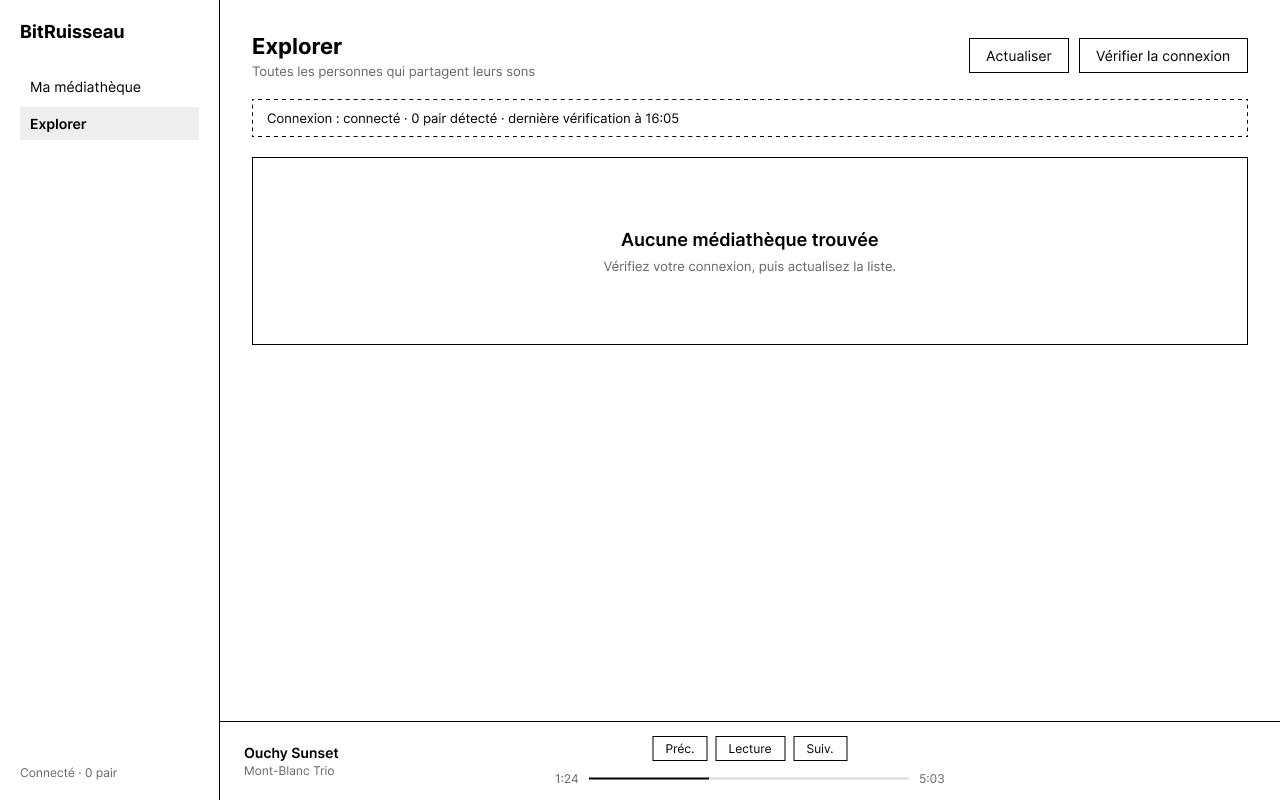 BitRuisseau
Ma médiathèque
Explorer
Connecté · 0 pair
Explorer
Toutes les personnes qui partagent leurs sons
Actualiser
Vérifier la connexion
Connexion : connecté · 0 pair détecté · dernière vérification à 16:05
Aucune médiathèque trouvée
Vérifiez votre connexion, puis actualisez la liste.
Ouchy Sunset
Mont-Blanc Trio
Préc.
Lecture
Suiv.
1:24
5:03